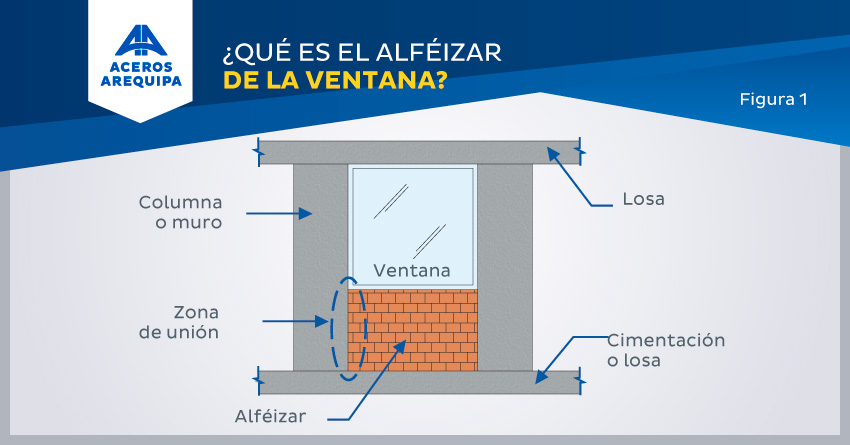 ACEROS
AREQUIPA
¿QUÉ ES EL ALFÉIZAR
DE LA VENTANA?
Figura 1
Columna
o muro
Losa
Ventana
Zona
de unión
Cimentación
o losa
Alféizar